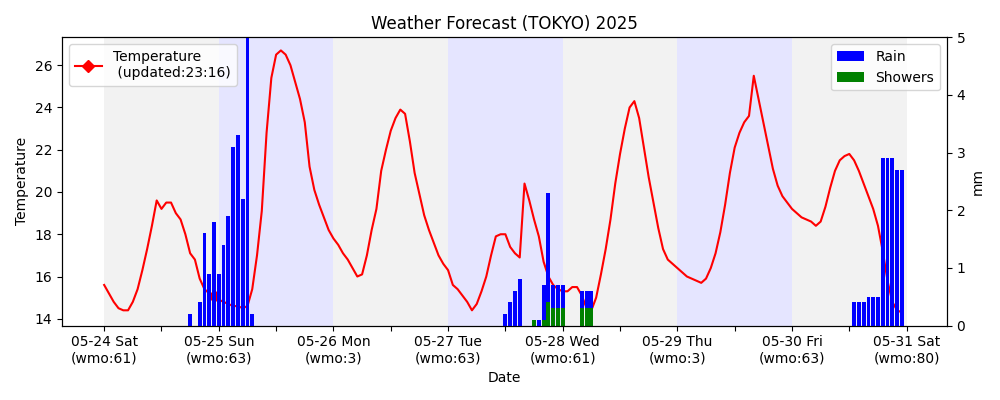 Weather Forecast (TOKYO) 2025
Temperature
(updated:23:16)
Rain
Showers
Temperature
26
24
22
20
18
16
14
5
4
3
2
1
0
mm
05-24 Sat
(wmo:61)
05-25 Sun
(wmo:63)
05-26 Mon
(wmo:3)
05-27 Tue
(wmo:63)
05-28 Wed
(wmo:61)
05-29 Thu
(wmo:3)
05-30 Fri
(wmo:63)
05-31 Sat
(wmo:80)
Date